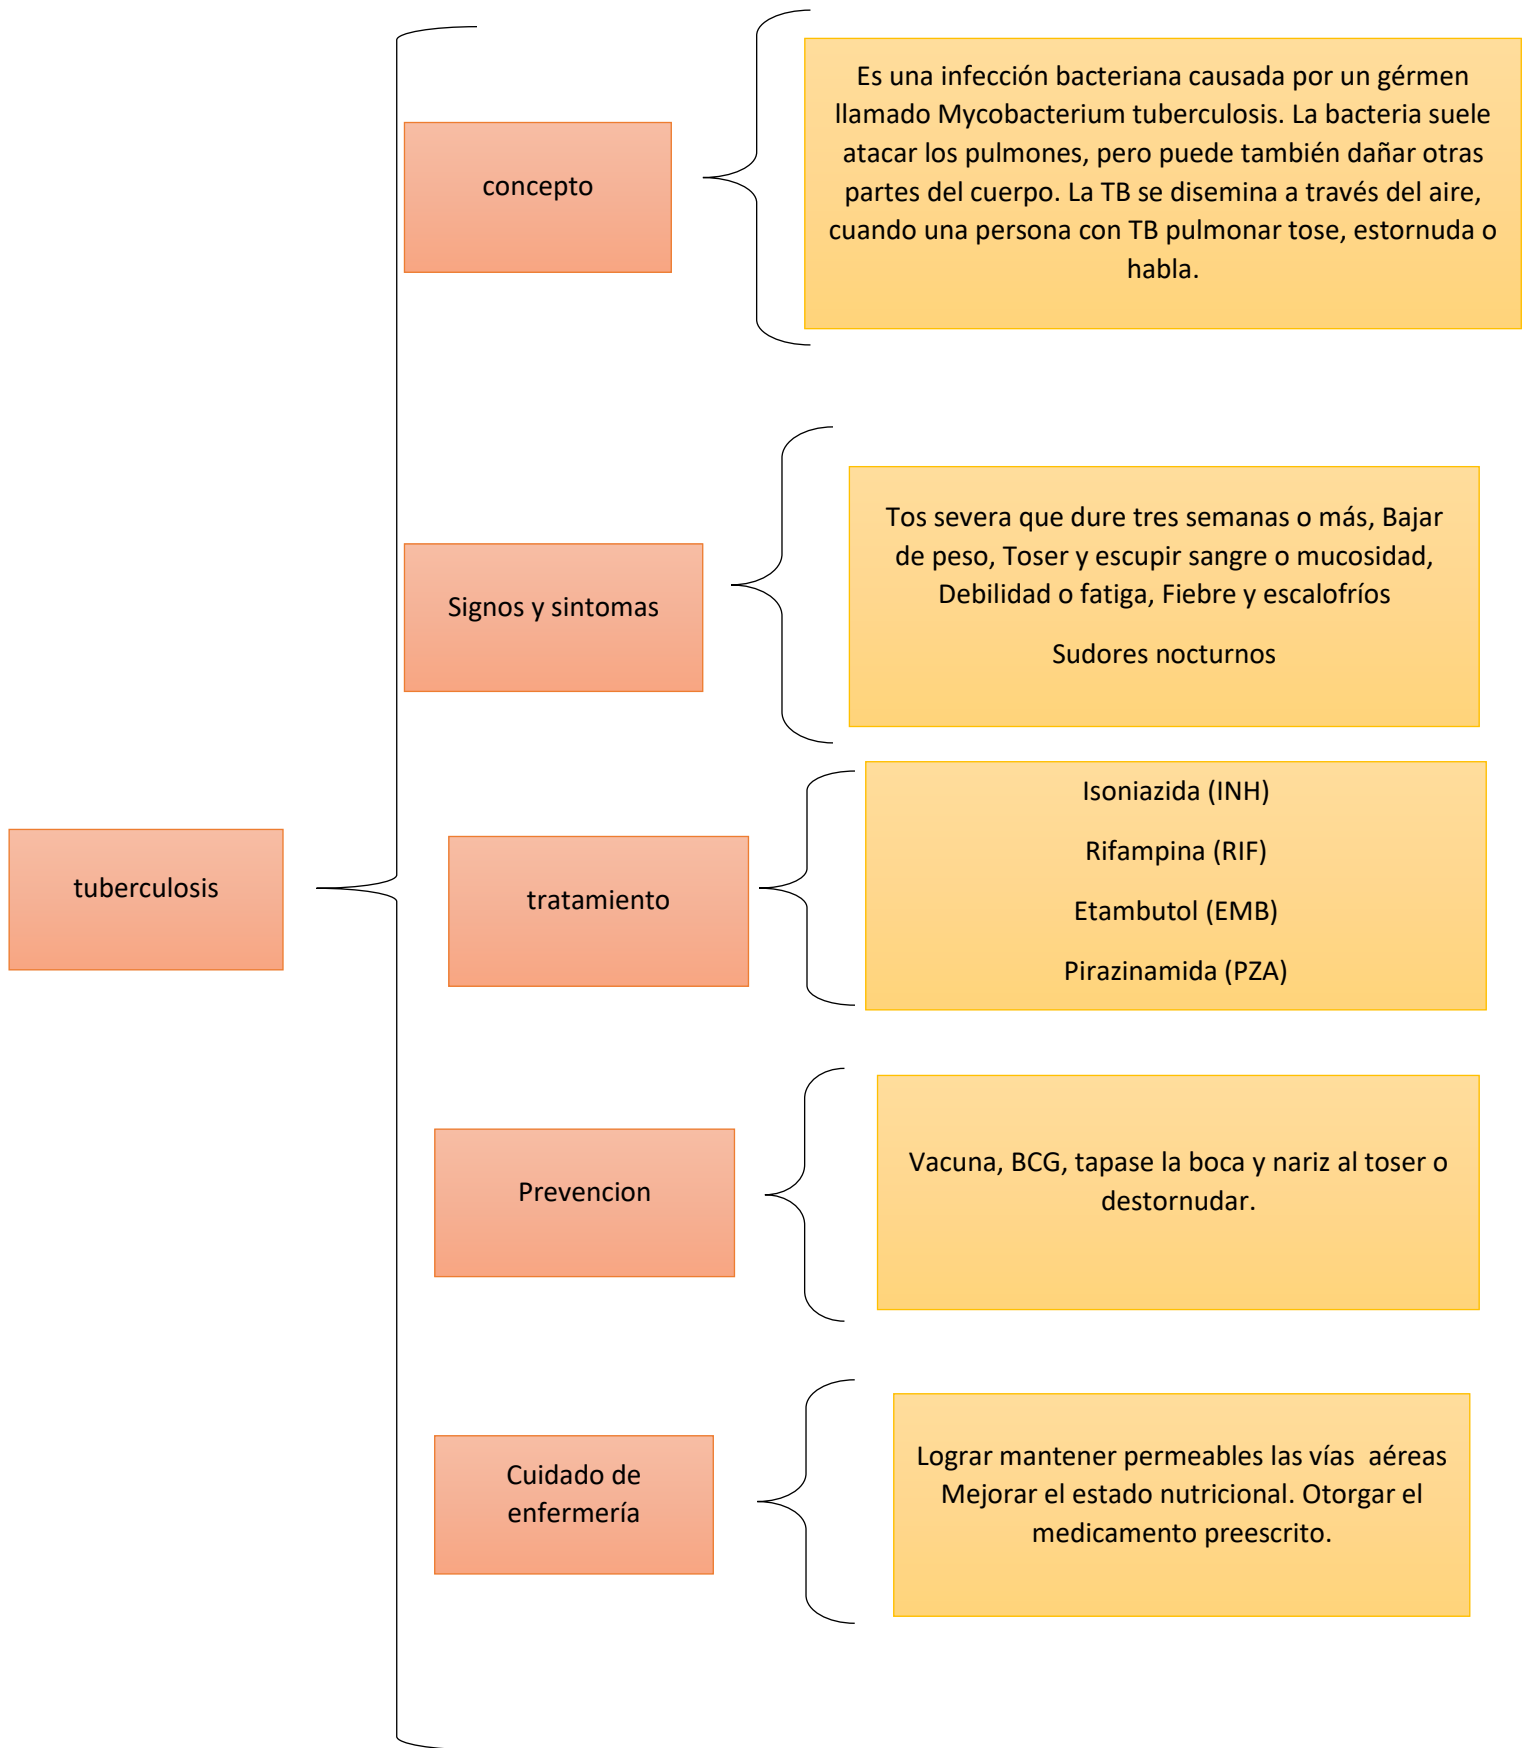 concepto
Es una infección bacteriana causada por un gérmen
llamado Mycobacterium tuberculosis. La bacteria suele
atacar los pulmones, pero puede también dañar otras
partes del cuerpo. La TB se disemina a través del aire,
cuando una persona con TB pulmonar tose, estornuda o
habla.
Signos y sintomas
Tos severa que dure tres semanas o más, Bajar
de peso, Toser y escupir sangre o mucosidad,
Debilidad o fatiga, Fiebre y escalofríos
Sudores nocturnos
tuberculosis
tratamiento
Isoniazida (INH)
Rifampina (RIF)
Etambutol (EMB)
Pirazinamida (PZA)
Prevencion
Vacuna, BCG, tapase la boca y nariz al toser o
destornudar.
Cuidado de
enfermería
Lograr mantener permeables las vías  aéreas
Mejorar el estado nutricional. Otorgar el
medicamento preescrito.